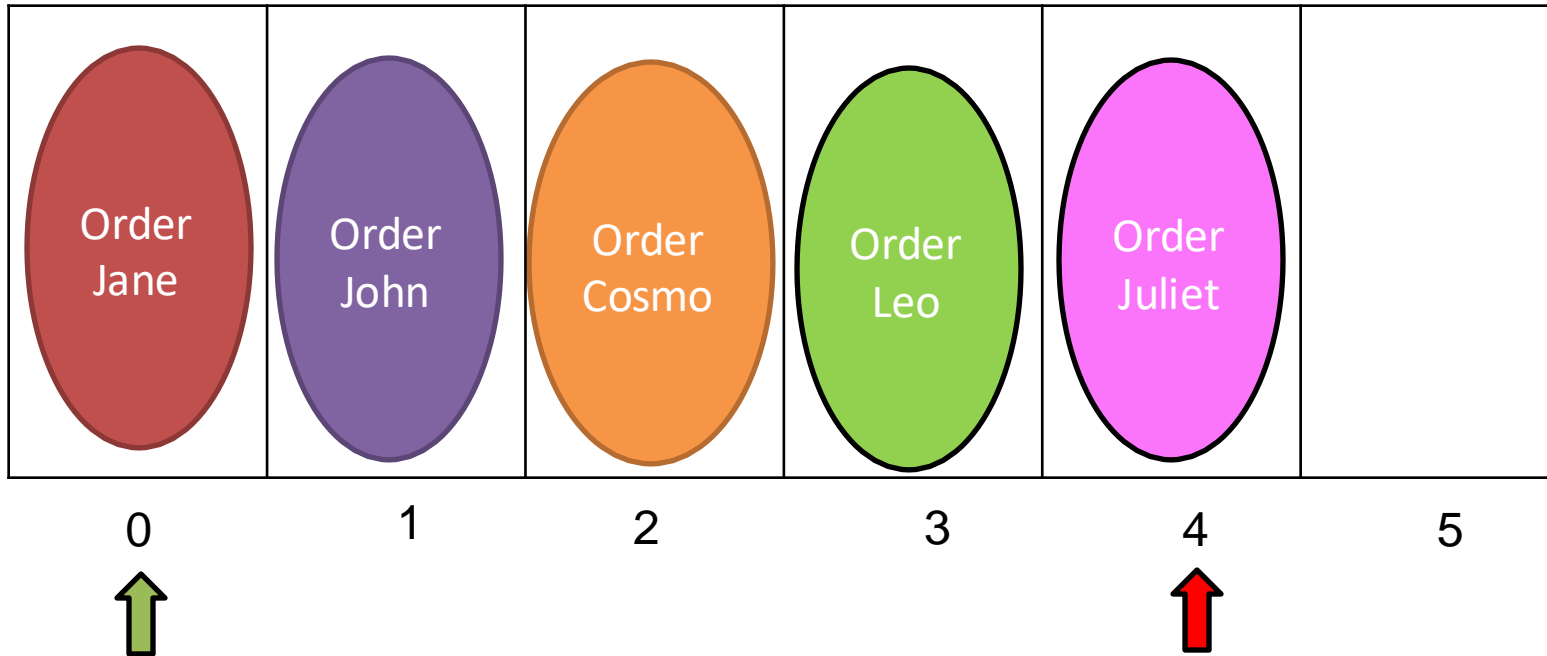 Order
Jane
Order
John
Order
Cosmo
Order
Leo
Order
Juliet
0 1 2 3 4 5